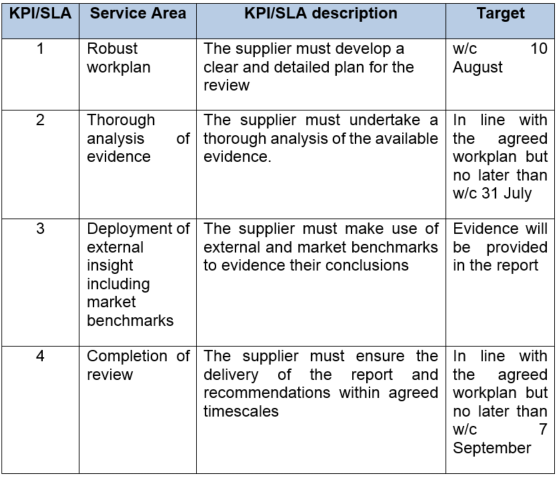 KPI/SLA Service Area KPI/SLA description Target
1 Robust The supplier must develop a w/c 10
workplan clear and detailed plan for the August
review
2 Thorough The supplier must undertake a In line with
analysis of thorough analysis of the available the agreed
evidence evidence. workplan but
no later than
w/c 31 July
3 Deployment of The supplier must make use of Evidence will
external external and market benchmarks be provided
insight to evidence their conclusions in the report
including
market
benchmarks
4 Completion of The supplier must ensure the In line with
review delivery of the report and the agreed
recommendations within agreed workplan but
timescales no later than
w/c 7
September